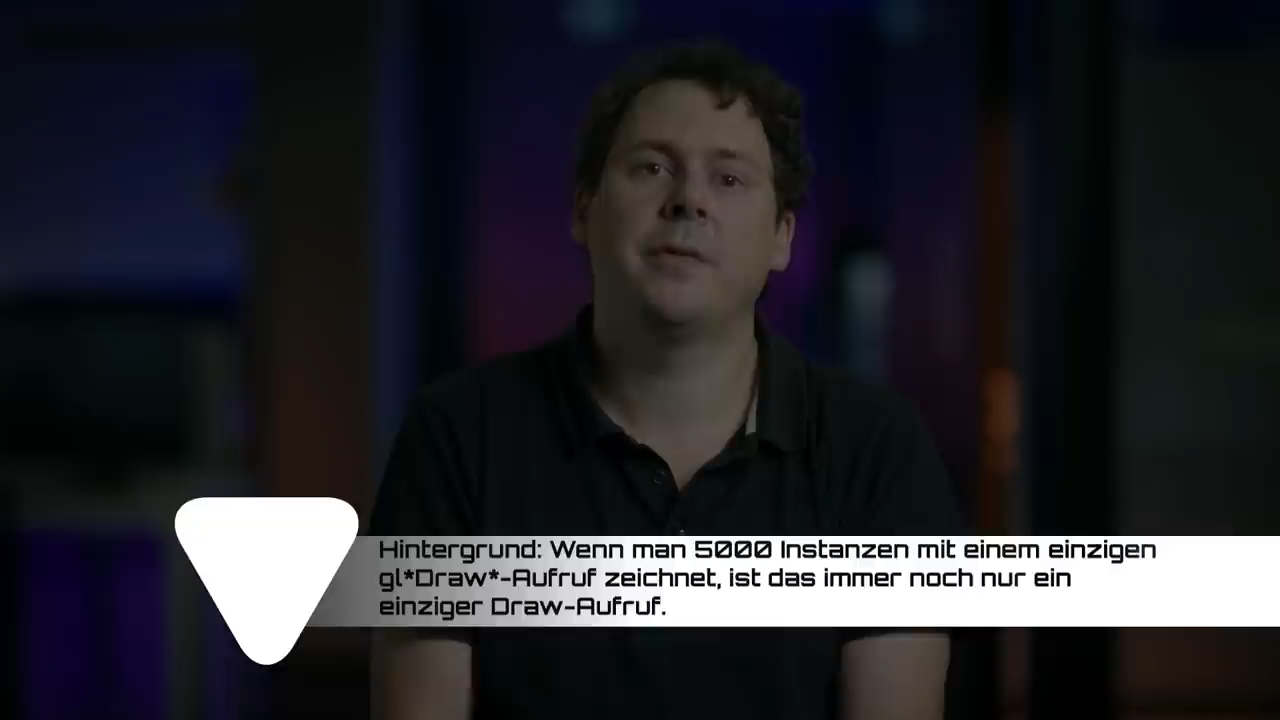 Hintergrund: Wenn man 5000 Instanzen mit einem einzigen
gl*Draw*-Aufruf zeichnet, ist das immer noch nur ein
einziger Draw-Aufruf.